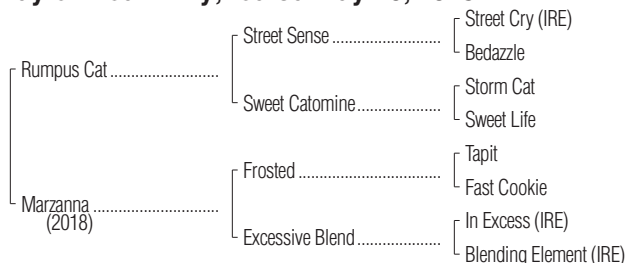 Street Cry (IRE)
Street Sense
Bedazzle
Rumpus Cat
Storm Cat
Sweet Catomine
Sweet Life
Tapit
Frosted
Fast Cookie
Marzanna
(2018)
In Excess (IRE)
Excessive Blend
Blending Element (IRE)